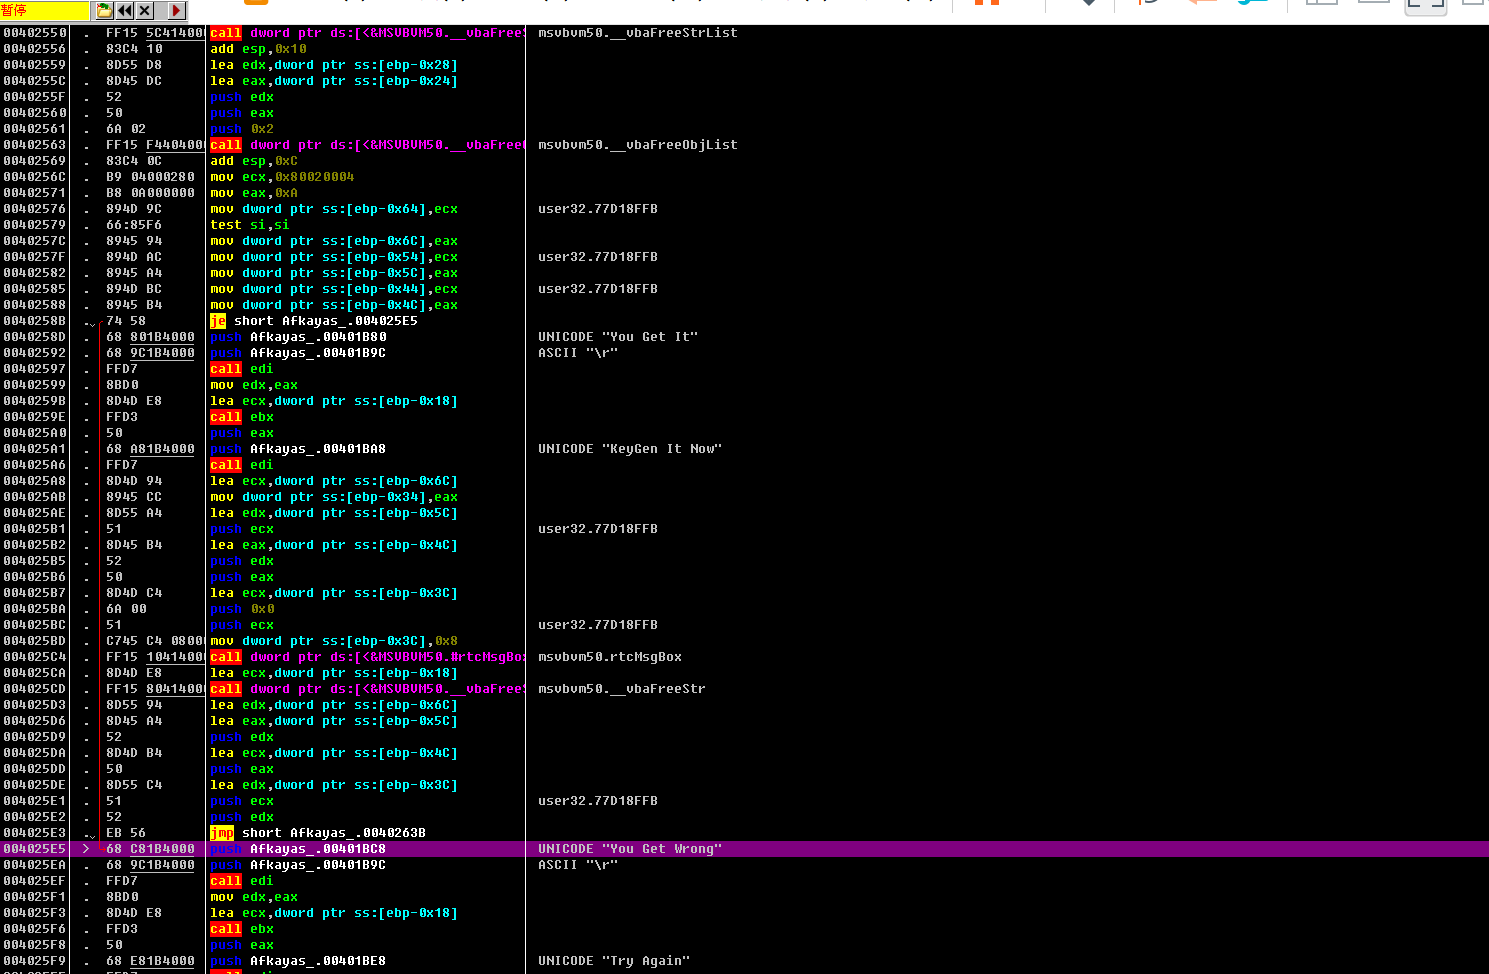 暂停
00402550 . FF15 5C414000 call dword ptr ds:[<&MSVBVM50.__vbaFreeS msvbvm50.__vbaFreeStrList
00402556 . 83C4 10 add esp,0x10
00402559 . 8D55 D8 lea edx,dword ptr ss:[ebp-0x28]
0040255C . 8D45 DC lea eax,dword ptr ss:[ebp-0x24]
0040255F . 52 push edx
00402560 . 50 push eax
00402561 . 6A 02 push 0x2
00402563 . FF15 F4404000 call dword ptr ds:[<&MSVBVM50.__vbaFreeO msvbvm50.__vbaFreeObjList
00402569 . 83C4 0C add esp,0xC
0040256C . B9 04000280 mov ecx,0x80020004
00402571 . B8 0A000000 mov eax,0xA
00402576 . 894D 9C mov dword ptr ss:[ebp-0x64],ecx user32.77D18FFB
00402579 . 66:85F6 test si,si
0040257C . 8945 94 mov dword ptr ss:[ebp-0x6C],eax
0040257F . 894D AC mov dword ptr ss:[ebp-0x54],ecx user32.77D18FFB
00402582 . 8945 A4 mov dword ptr ss:[ebp-0x5C],eax
00402585 . 894D BC mov dword ptr ss:[ebp-0x44],ecx user32.77D18FFB
00402588 . 8945 B4 mov dword ptr ss:[ebp-0x4C],eax
0040258B . 74 58 je short Afkayas_.004025E5
0040258D . 68 801B4000 push Afkayas_.00401B80 UNICODE "You Get It"
00402592 . 68 9C1B4000 push Afkayas_.00401B9C ASCII "\r"
00402597 . FFD7 call edi
00402599 . 8BD0 mov edx,eax
0040259B . 8D4D E8 lea ecx,dword ptr ss:[ebp-0x18]
0040259E . FFD3 call ebx
004025A0 . 50 push eax
004025A1 . 68 A81B4000 push Afkayas_.00401BA8 UNICODE "KeyGen It Now"
004025A6 . FFD7 call edi
004025A8 . 8D4D 94 lea ecx,dword ptr ss:[ebp-0x6C]
004025AB . 8945 CC mov dword ptr ss:[ebp-0x34],eax
004025AE . 8D55 A4 lea edx,dword ptr ss:[ebp-0x5C]
004025B1 . 51 push ecx user32.77D18FFB
004025B2 . 8D45 B4 lea eax,dword ptr ss:[ebp-0x4C]
004025B5 . 52 push edx
004025B6 . 50 push eax
004025B7 . 8D4D C4 lea ecx,dword ptr ss:[ebp-0x3C]
004025BA . 6A 00 push 0x0
004025BC . 51 push ecx user32.77D18FFB
004025BD . C745 C4 0800 mov dword ptr ss:[ebp-0x3C],0x8
004025C4 . FF15 10414000 call dword ptr ds:[<&MSVBVM50.#rtcMsgBox msvbvm50.rtcMsgBox
004025CA . 8D4D E8 lea ecx,dword ptr ss:[ebp-0x18]
004025CD . FF15 80414000 call dword ptr ds:[<&MSVBVM50.__vbaFreeS msvbvm50.__vbaFreeStr
004025D3 . 8D55 94 lea edx,dword ptr ss:[ebp-0x6C]
004025D6 . 8D45 A4 lea eax,dword ptr ss:[ebp-0x5C]
004025D9 . 52 push edx
004025DA . 8D4D B4 lea ecx,dword ptr ss:[ebp-0x4C]
004025DD . 50 push eax
004025DE . 8D55 C4 lea edx,dword ptr ss:[ebp-0x3C]
004025E1 . 51 push ecx user32.77D18FFB
004025E2 . 52 push edx
004025E3 . EB 56 jmp short Afkayas_.0040263B
004025E5 > 68 C81B4000 push Afkayas_.00401BC8 UNICODE "You Get Wrong"
004025EA . 68 9C1B4000 push Afkayas_.00401B9C ASCII "\r"
004025EF . FFD7 call edi
004025F1 . 8BD0 mov edx,eax
004025F3 . 8D4D E8 lea ecx,dword ptr ss:[ebp-0x18]
004025F6 . FFD3 call ebx
004025F8 . 50 push eax
004025F9 . 68 E81B4000 push Afkayas_.00401BE8 UNICODE "Try Again"